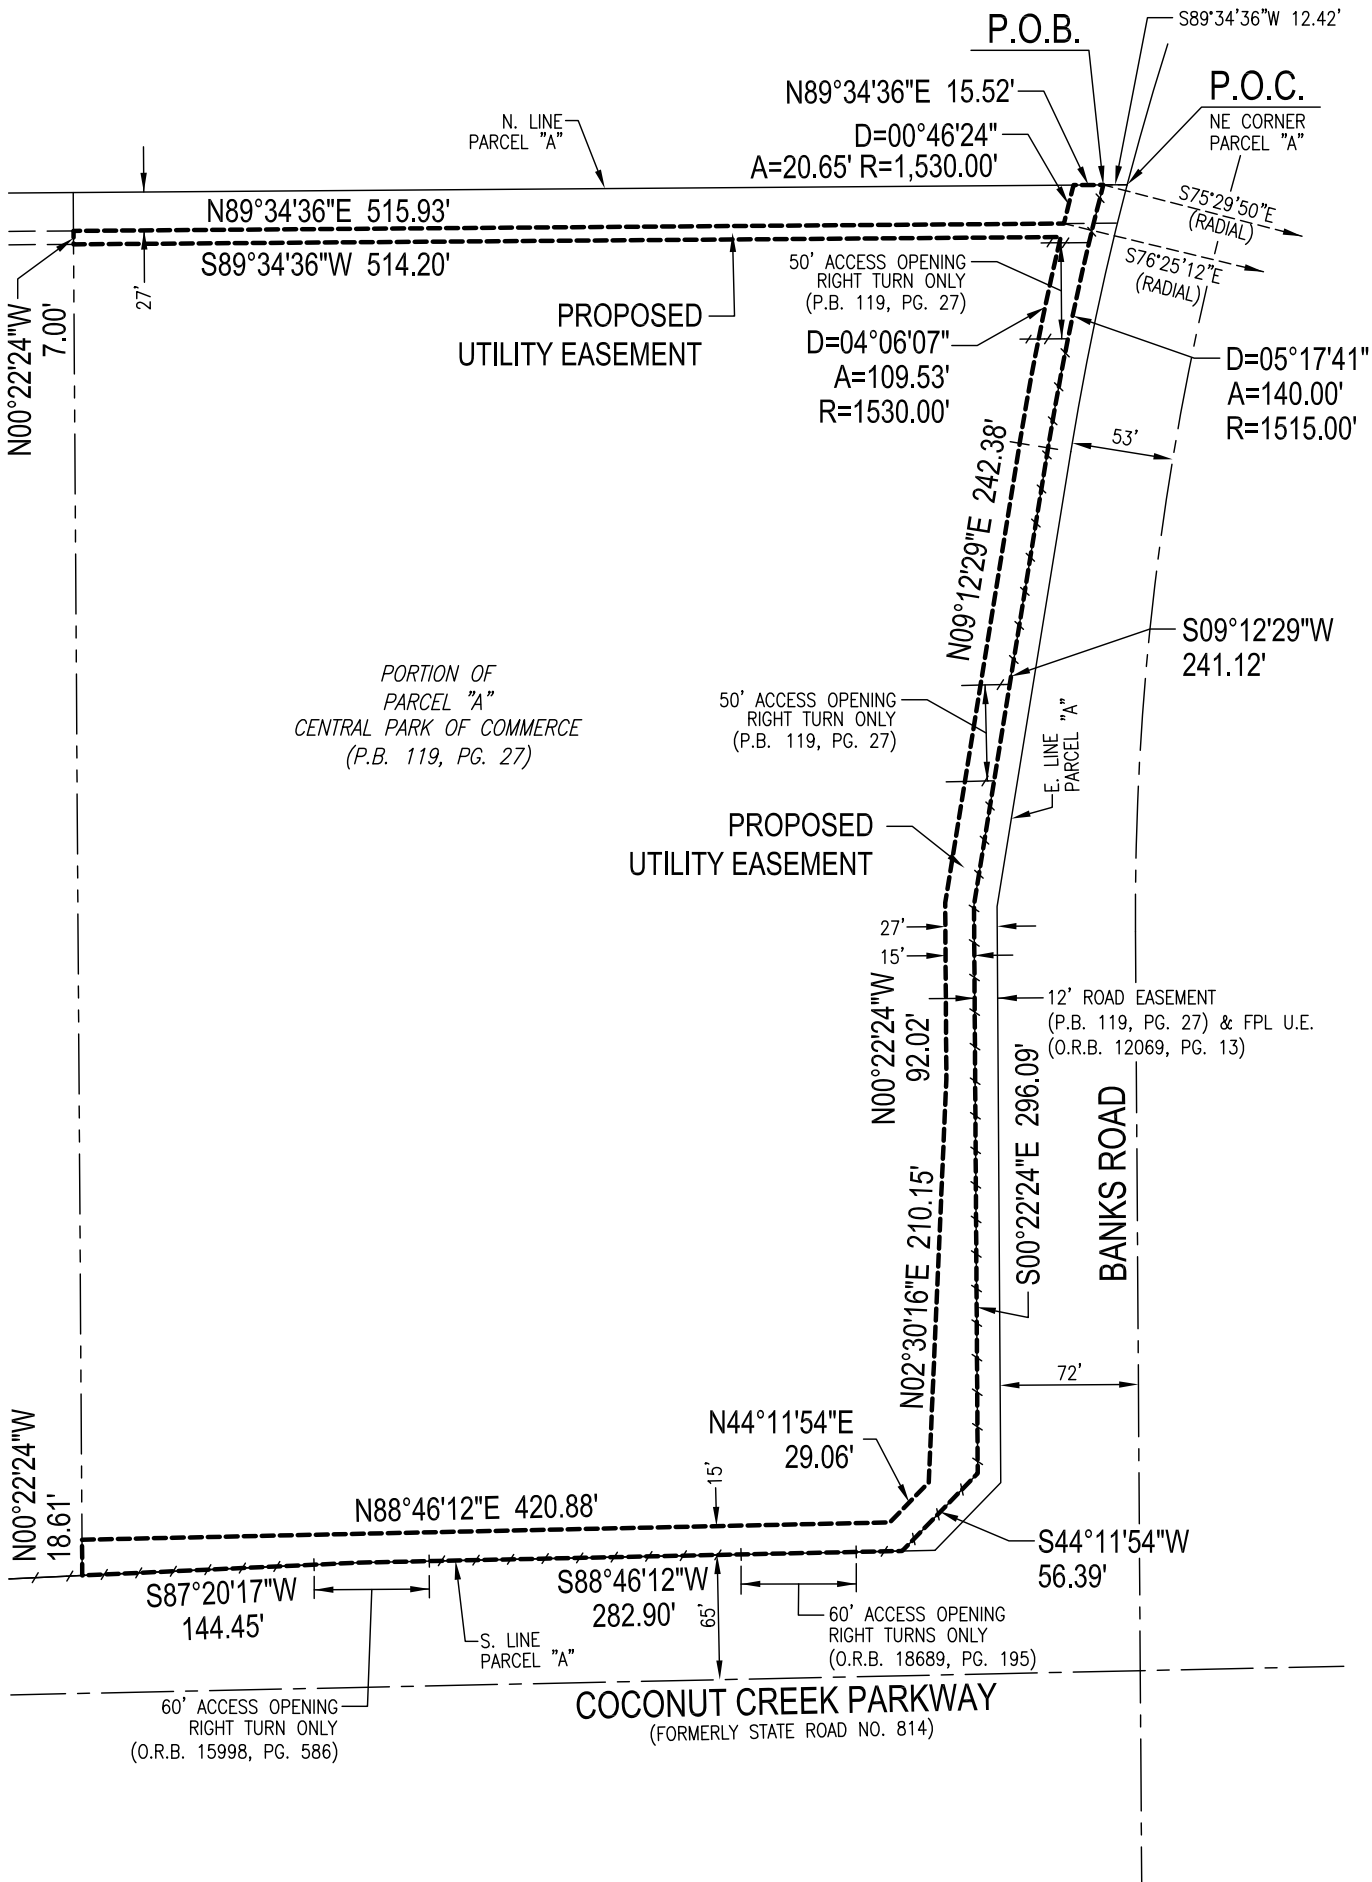 S89°34'36"W 12.42'
P.O.B.
P.O.C.
NE CORNER
PARCEL "A"
N89°34'36"E 15.52'
D=00°46'24"
A=20.65' R=1,530.00'
N. LINE
PARCEL "A"
S75°29'50"E
(RADIAL)
S76°25'12"E
(RADIAL)
N89°34'36"E 515.93'
S89°34'36"W 514.20'
27'
N00°22'24"W
7.00'
PROPOSED
UTILITY EASEMENT
50' ACCESS OPENING
RIGHT TURN ONLY
(P.B. 119, PG. 27)
D=04°06'07"
A=109.53'
R=1530.00'
D=05°17'41"
A=140.00'
R=1515.00'
53'
N09°12'29"E 242.38'
S09°12'29"W
241.12'
PORTION OF
PARCEL "A"
CENTRAL PARK OF COMMERCE
(P.B. 119, PG. 27)
50' ACCESS OPENING
RIGHT TURN ONLY
(P.B. 119, PG. 27)
E. LINE
PARCEL "A"
PROPOSED
UTILITY EASEMENT
27'
15'
N00°22'24"W
92.02'
12' ROAD EASEMENT
(P.B. 119, PG. 27) & FPL U.E.
(O.R.B. 12069, PG. 13)
S00°22'24"E 296.09'
BANKS ROAD
N02°30'16"E 210.15'
72'
N44°11'54"E
29.06'
N00°22'24"W
18.61'
N88°46'12"E 420.88'
15'
S44°11'54"W
56.39'
S87°20'17"W
144.45'
S88°46'12"W
282.90'
65'
S. LINE
PARCEL "A"
60' ACCESS OPENING
RIGHT TURNS ONLY
(O.R.B. 18689, PG. 195)
60' ACCESS OPENING
RIGHT TURN ONLY
(O.R.B. 15998, PG. 586)
COCONUT CREEK PARKWAY
(FORMERLY STATE ROAD NO. 814)